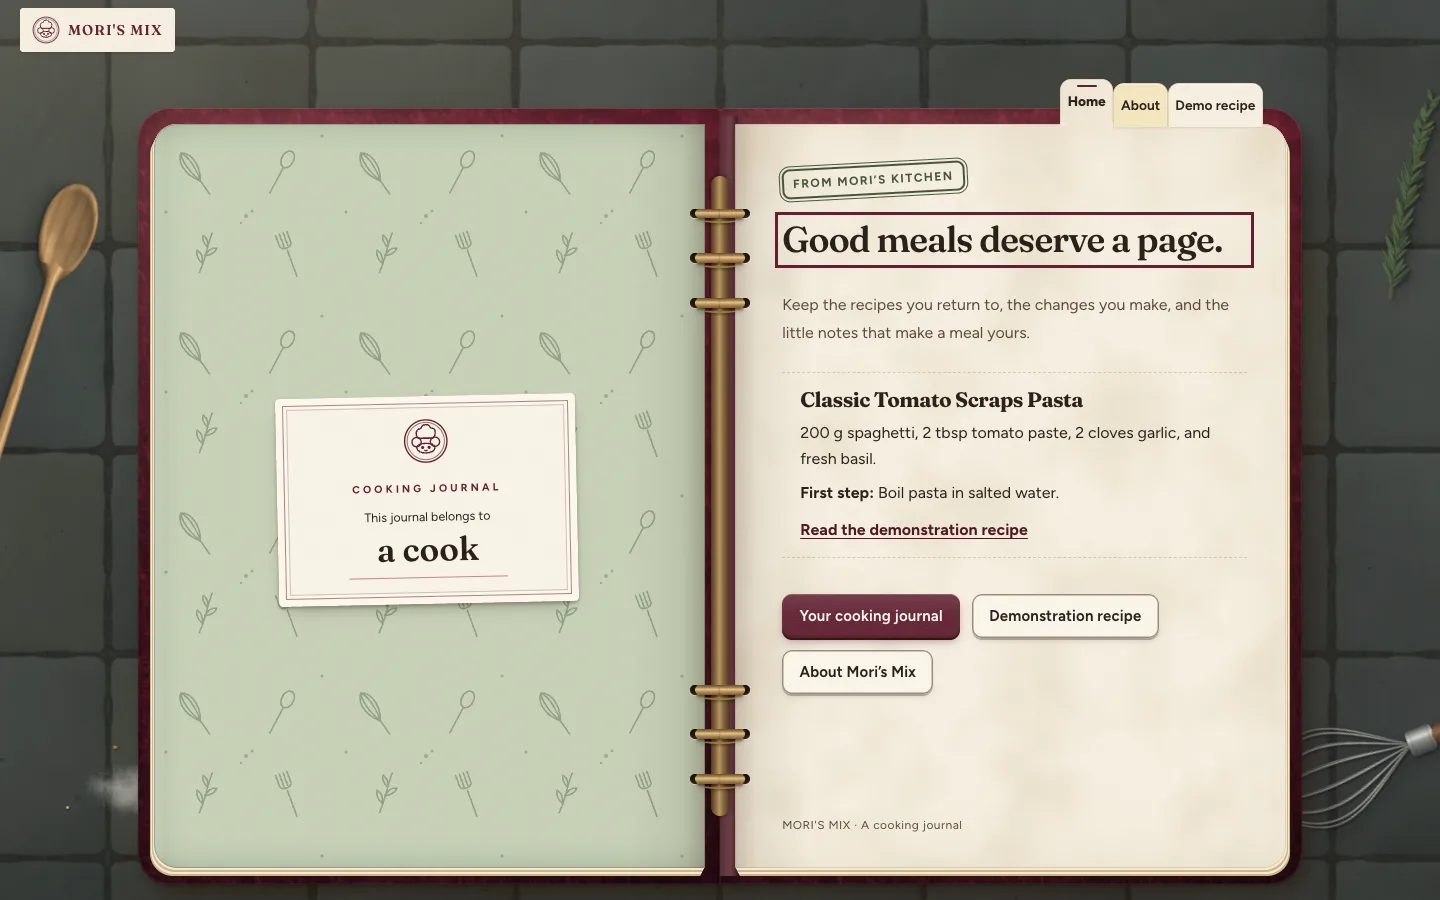 MORI'S MIX
Home
About
Demo recipe
COOKING JOURNAL
This journal belongs to
a cook
FROM MORI’S KITCHEN
Good meals deserve a page.
Keep the recipes you return to, the changes you make, and the
little notes that make a meal yours.
Classic Tomato Scraps Pasta
200 g spaghetti, 2 tbsp tomato paste, 2 cloves garlic, and
fresh basil.
First step: Boil pasta in salted water.
Read the demonstration recipe
Your cooking journal
Demonstration recipe
About Mori’s Mix
MORI'S MIX · A cooking journal